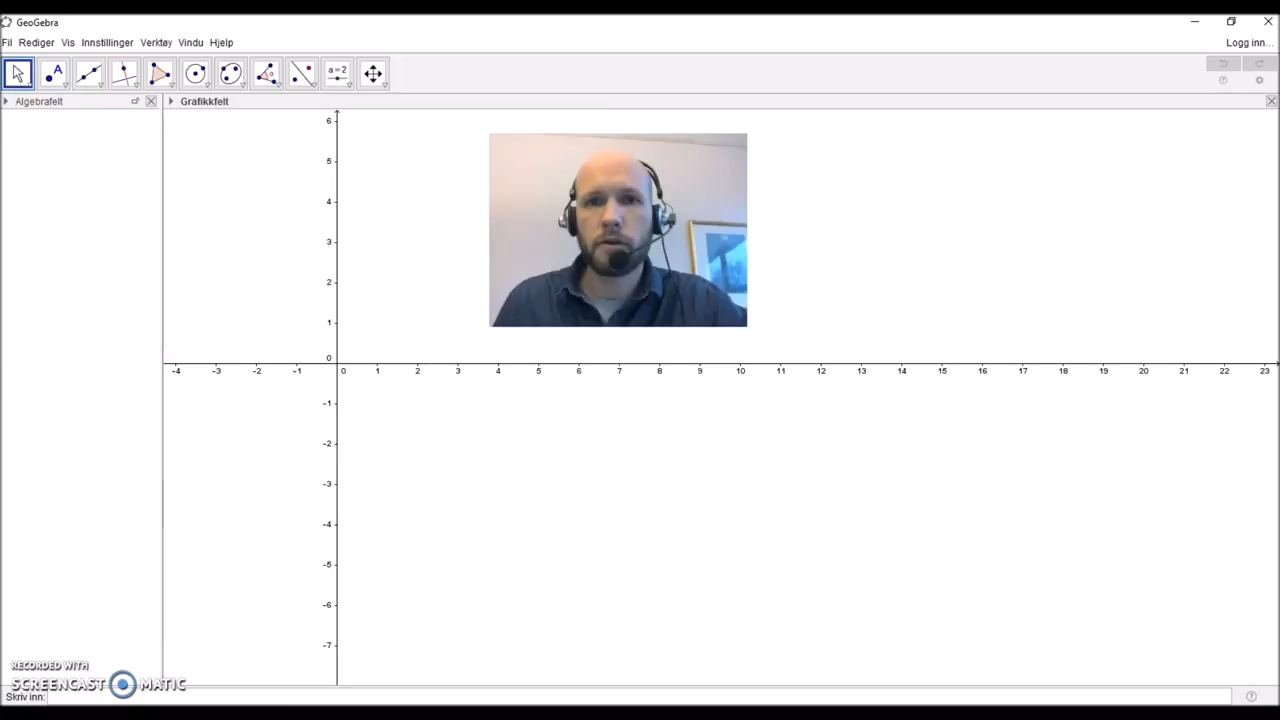 GeoGebra
Fil Rediger Vis Innstillinger Verktøy Vindu Hjelp
Logg inn...
A
a = 2
Algebrafelt
Grafikkfelt
6
5
4
3
2
1
0
-4 -3 -2 -1 0 1 2 3 4 5 6 7 8 9 10 11 12 13 14 15 16 17 18 19 20 21 22 23
-1
-2
-3
-4
-5
-6
-7
RECORDED WITH
SCREENCAST MATIC
Skriv inn: